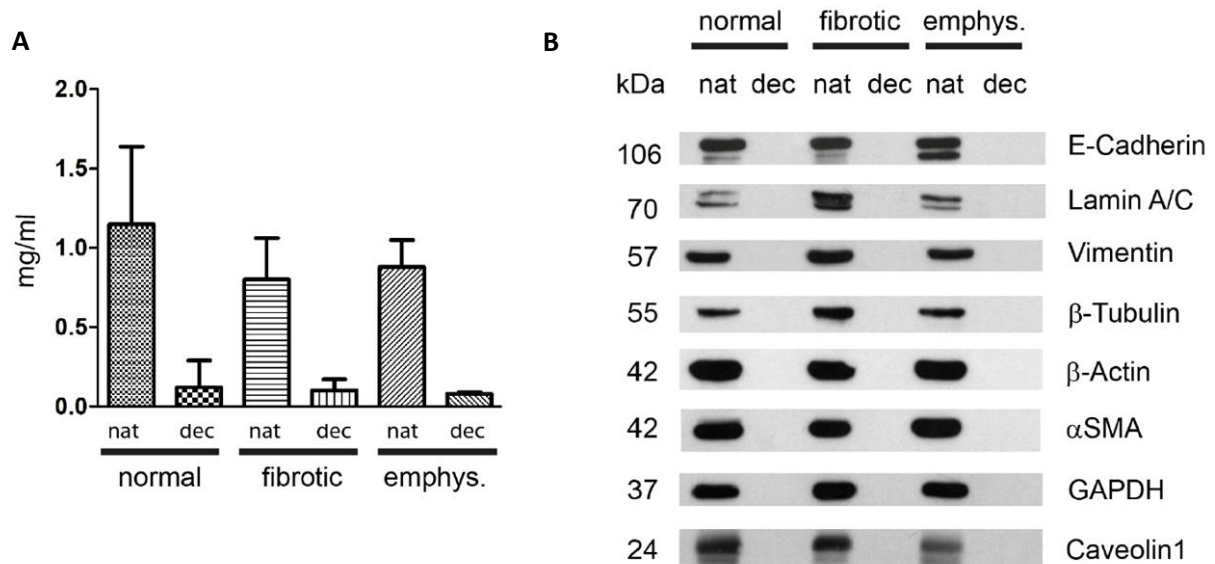 A
2.0
1.5
1.0
0.5
0.0
mg/ml
nat dec nat dec nat dec
normal fibrotic emphys.
B
normal fibrotic emphys.
kDa nat dec nat dec nat dec
106 E-Cadherin
70 Lamin A/C
57 Vimentin
55 β-Tubulin
42 β-Actin
42 αSMA
37 GAPDH
24 Caveolin1